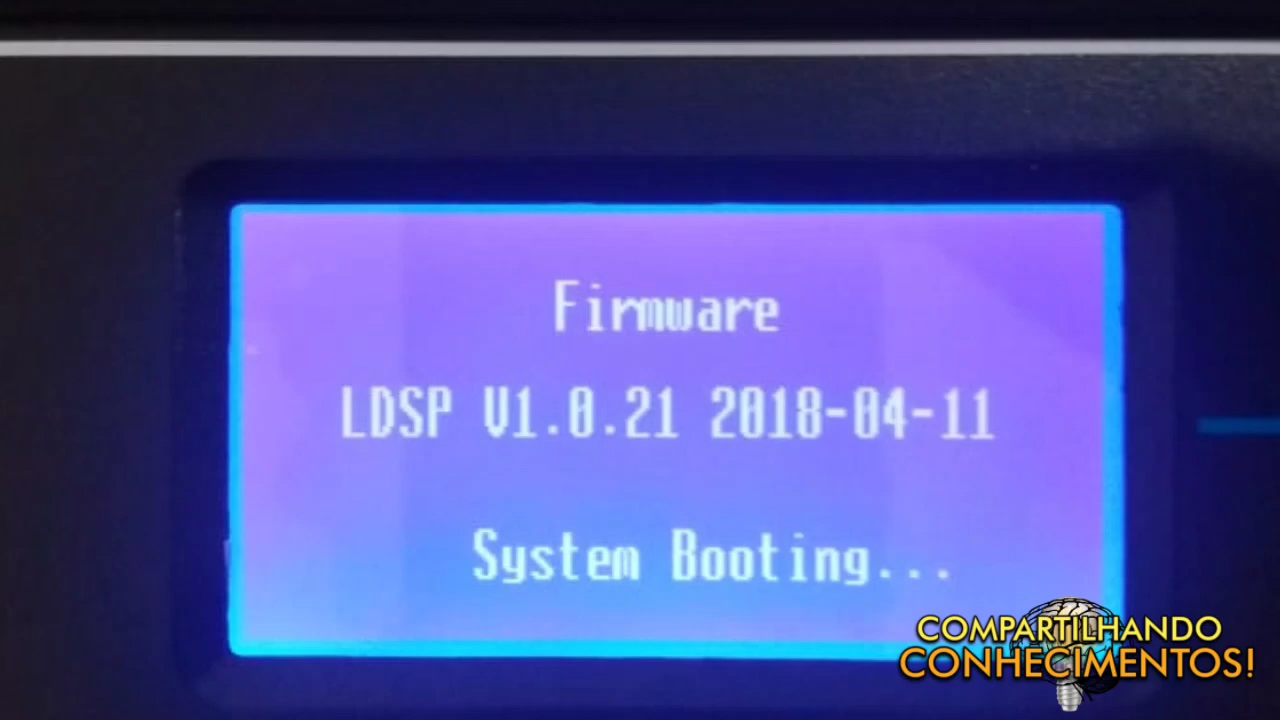 Firmware
LDSP V1.0.21 2018-04-11
System Booting...
COMPARTILHANDO
CONHECIMENTOS!